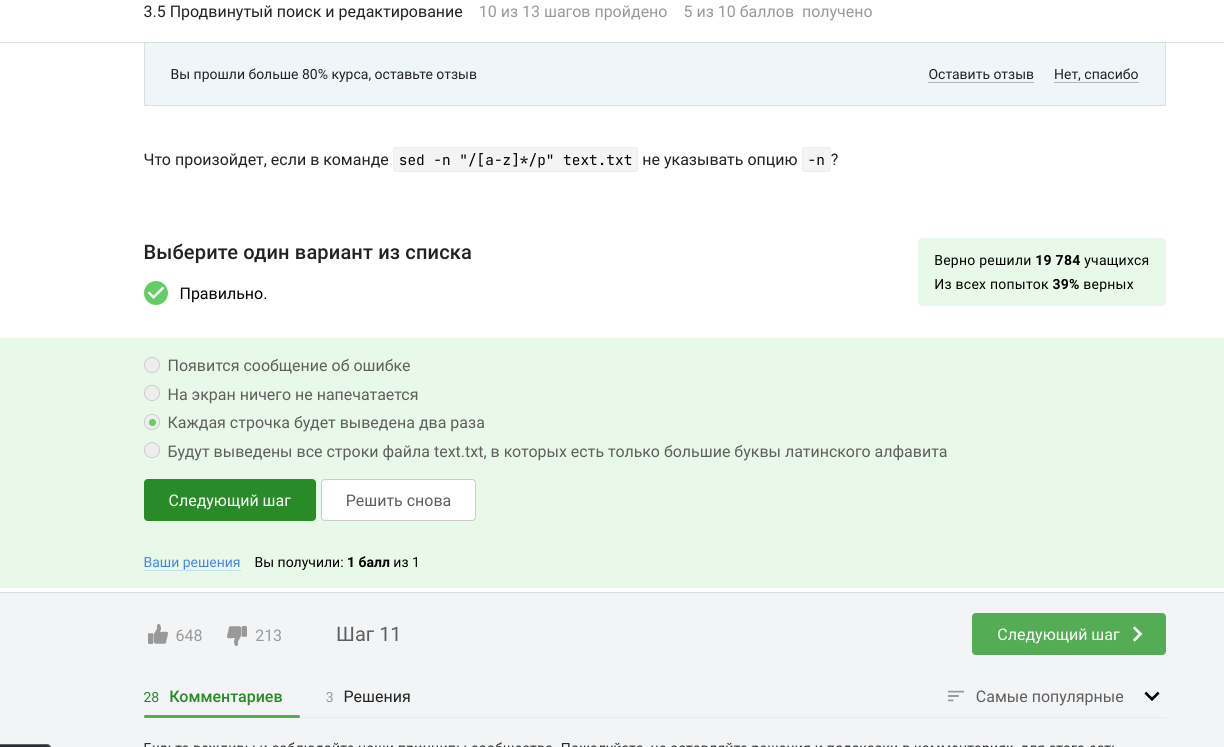 3.5 Продвинутый поиск и редактирование 10 из 13 шагов пройдено 5 из 10 баллов получено
Вы прошли больше 80% курса, оставьте отзыв Оставить отзыв Нет, спасибо
Что произойдет, если в команде sed -n "/[a-z]*/p" text.txt не указывать опцию -n?
Выберите один вариант из списка
Правильно.
Верно решили 19 784 учащихся
Из всех попыток 39% верных
Появится сообщение об ошибке
На экран ничего не напечатается
Каждая строчка будет выведена два раза
Будут выведены все строки файла text.txt, в которых есть только большие буквы латинского алфавита
Следующий шаг Решить снова
Ваши решения Вы получили: 1 балл из 1
648 213 Шаг 11 Следующий шаг
28 Комментариев 3 Решения Самые популярные